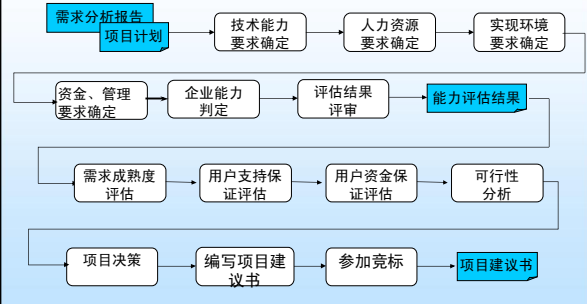 需求分析报告
项目计划
技术能力
要求确定
人力资源
要求确定
实现环境
要求确定
资金、管理
要求确定
企业能力
判定
评估结果
评审
能力评估结果
需求成熟度
评估
用户支持保
证评估
用户资金保
证评估
可行性
分析
项目决策
编写项目建
议书
参加竞标
项目建议书